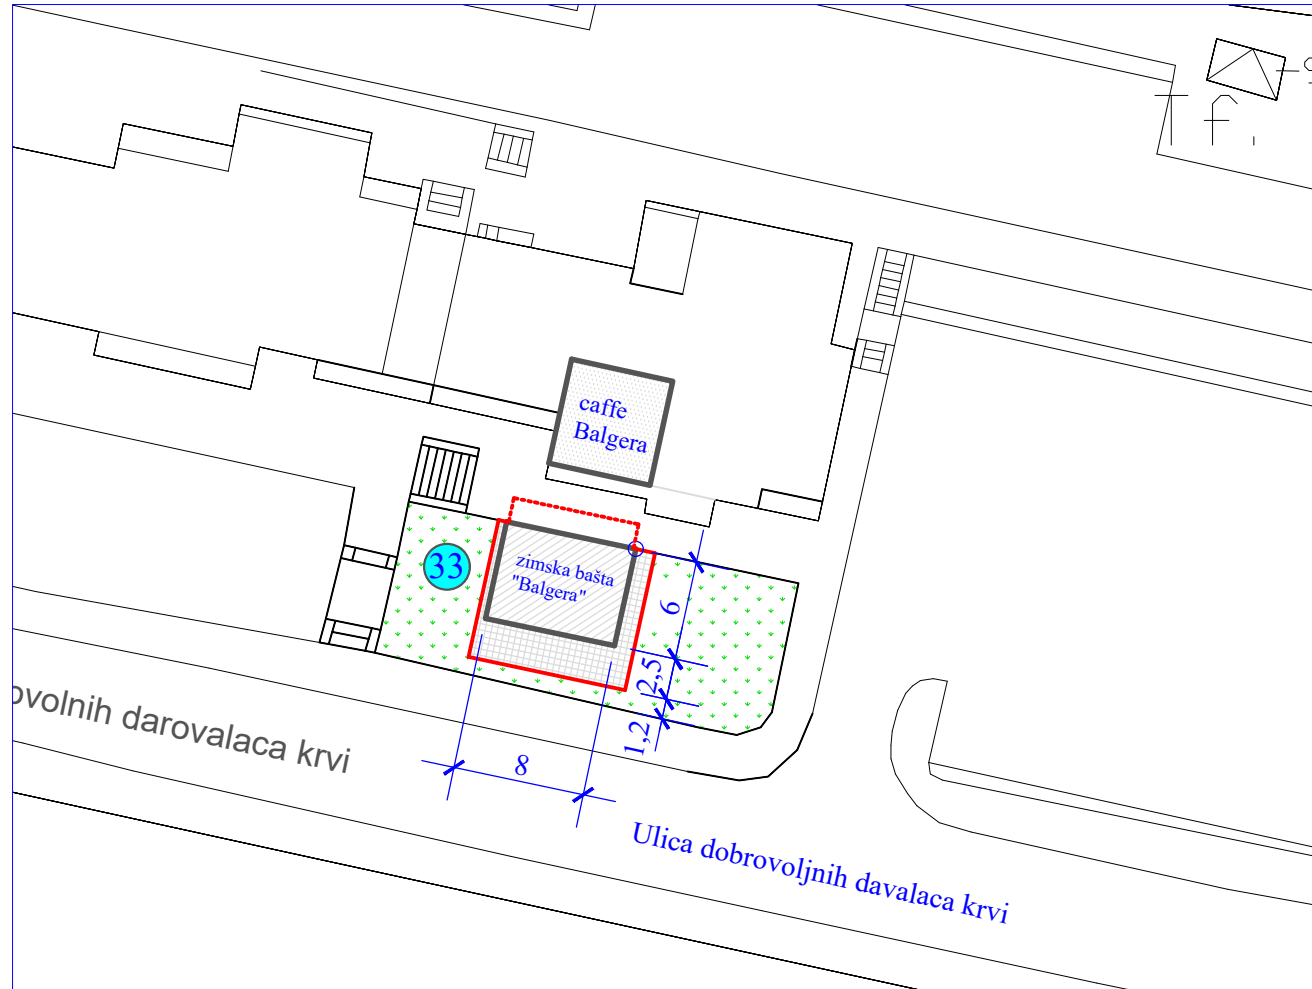 T f.
caffe
Balgera
33
zimska bašta
"Balgera"
6
2,5
1,2
8
ovolnih darovalaca krvi
Ulica dobrovoljnih davalaca krvi